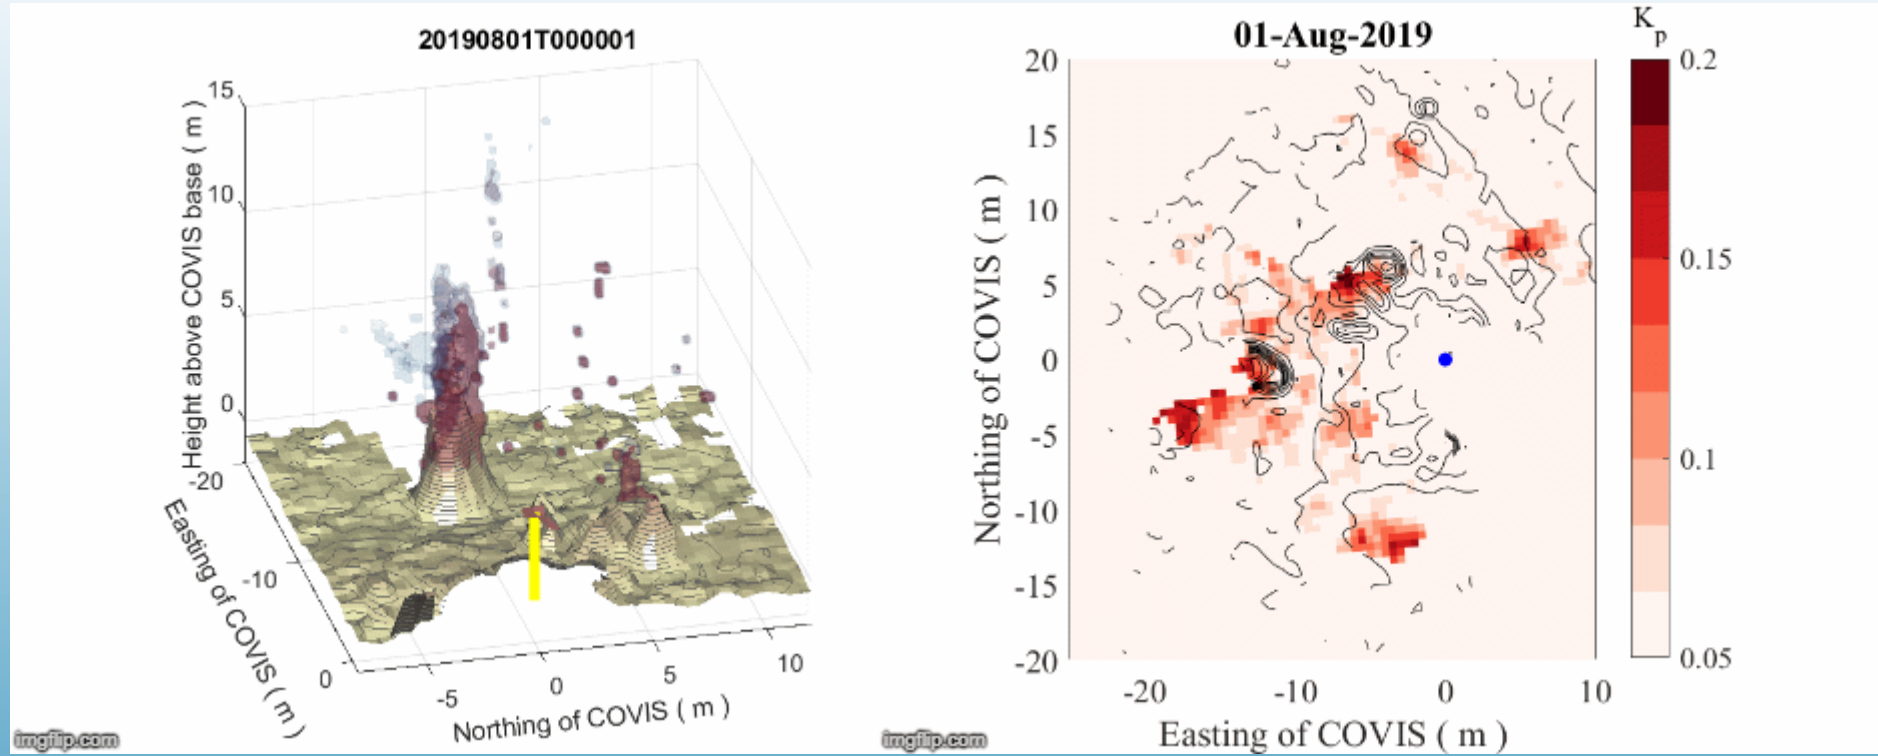 20190801T000001
Height above COVIS base ( m )
15
10
5
0
-20
-10
0
Easting of COVIS ( m )
-5
0
5
10
Northing of COVIS ( m )
imgflip.com
01-Aug-2019
Northing of COVIS ( m )
20
15
10
5
0
-5
-10
-15
-20
-20
-10
0
10
Easting of COVIS ( m )
Kp
0.2
0.15
0.1
0.05
imgflip.com